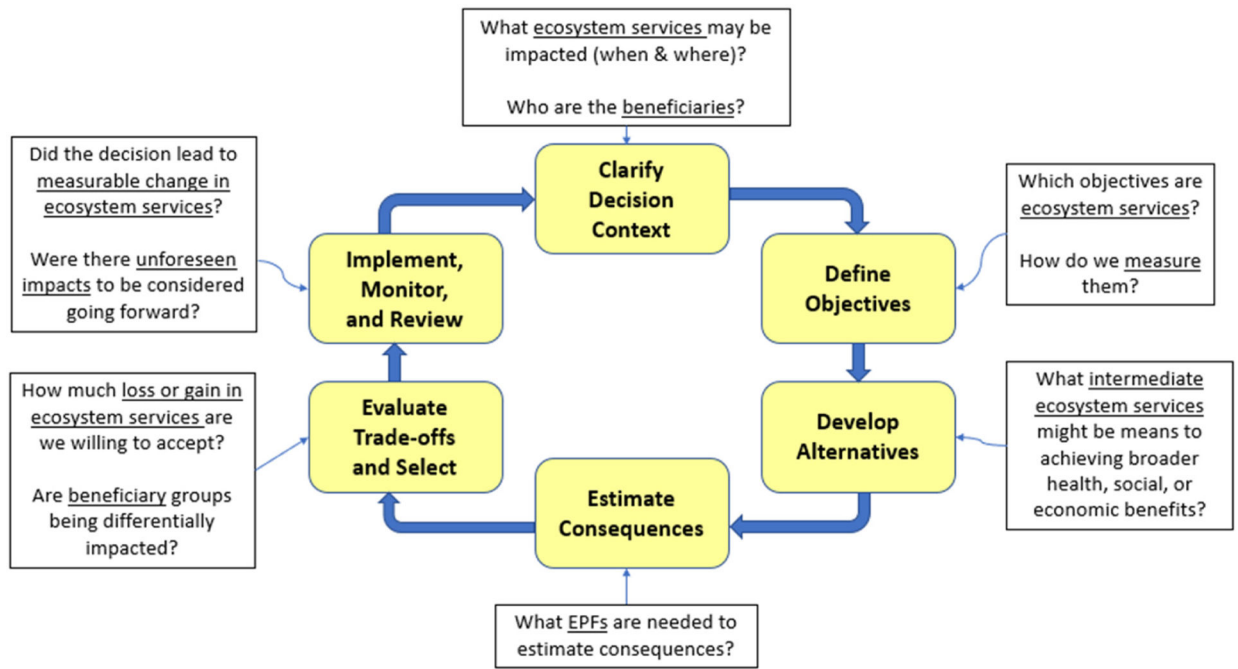 What ecosystem services may be
impacted (when & where)?
Who are the beneficiaries?
Clarify
Decision
Context
Which objectives are
ecosystem services?
How do we measure
them?
Define
Objectives
What intermediate
ecosystem services
might be means to
achieving broader
health, social, or
economic benefits?
Develop
Alternatives
Estimate
Consequences
What EPFs are needed to
estimate consequences?
Evaluate
Trade-offs
and Select
How much loss or gain in
ecosystem services are
we willing to accept?
Are beneficiary groups
being differentially
impacted?
Implement,
Monitor,
and Review
Did the decision lead to
measurable change in
ecosystem services?
Were there unforeseen
impacts to be considered
going forward?